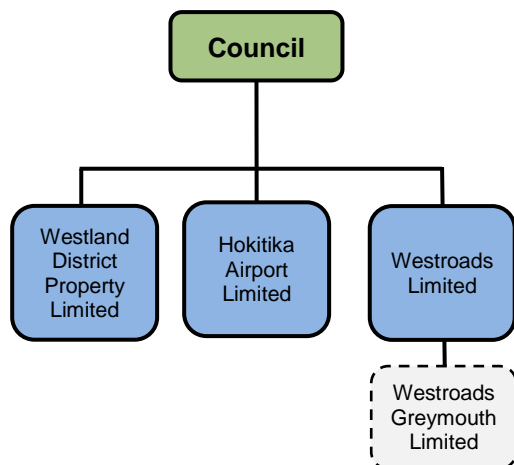 Council
Westland
District
Property
Limited
Hokitika
Airport
Limited
Westroads
Limited
Westroads
Greymouth
Limited